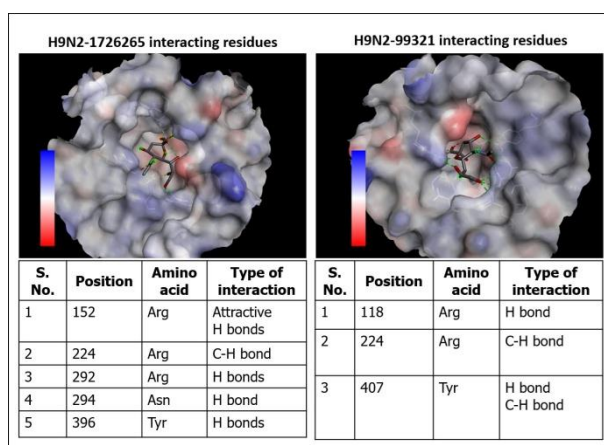 H9N2-1726265 interacting residues
S. No. Position Amino acid Type of interaction
1 152 Arg Attractive
H bonds
2 224 Arg C-H bond
3 292 Arg H bonds
4 294 Asn H bond
5 396 Tyr H bonds
H9N2-99321 interacting residues
S. No. Position Amino acid Type of interaction
1 118 Arg H bond
2 224 Arg C-H bond
3 407 Tyr H bond
C-H bond